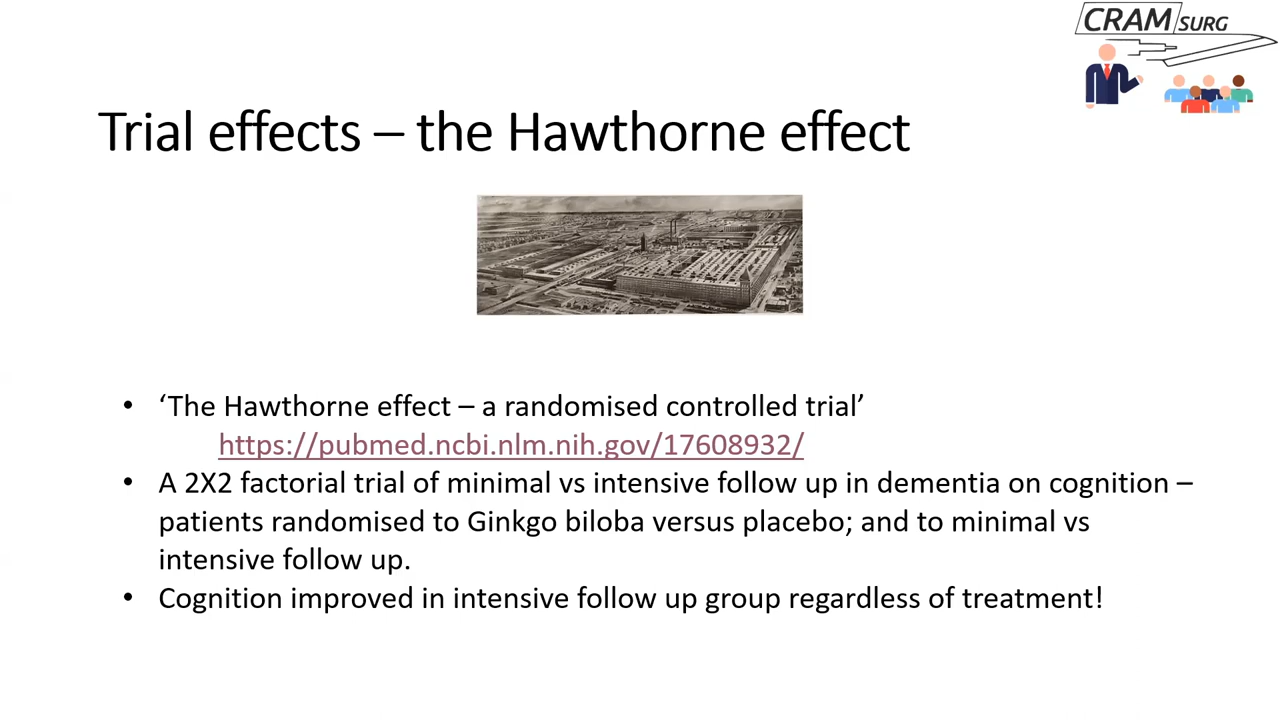 CRAM SURG
Trial effects – the Hawthorne effect
• ‘The Hawthorne effect – a randomised controlled trial’
https://pubmed.ncbi.nlm.nih.gov/17608932/
• A 2X2 factorial trial of minimal vs intensive follow up in dementia on cognition –
patients randomised to Ginkgo biloba versus placebo; and to minimal vs
intensive follow up.
• Cognition improved in intensive follow up group regardless of treatment!